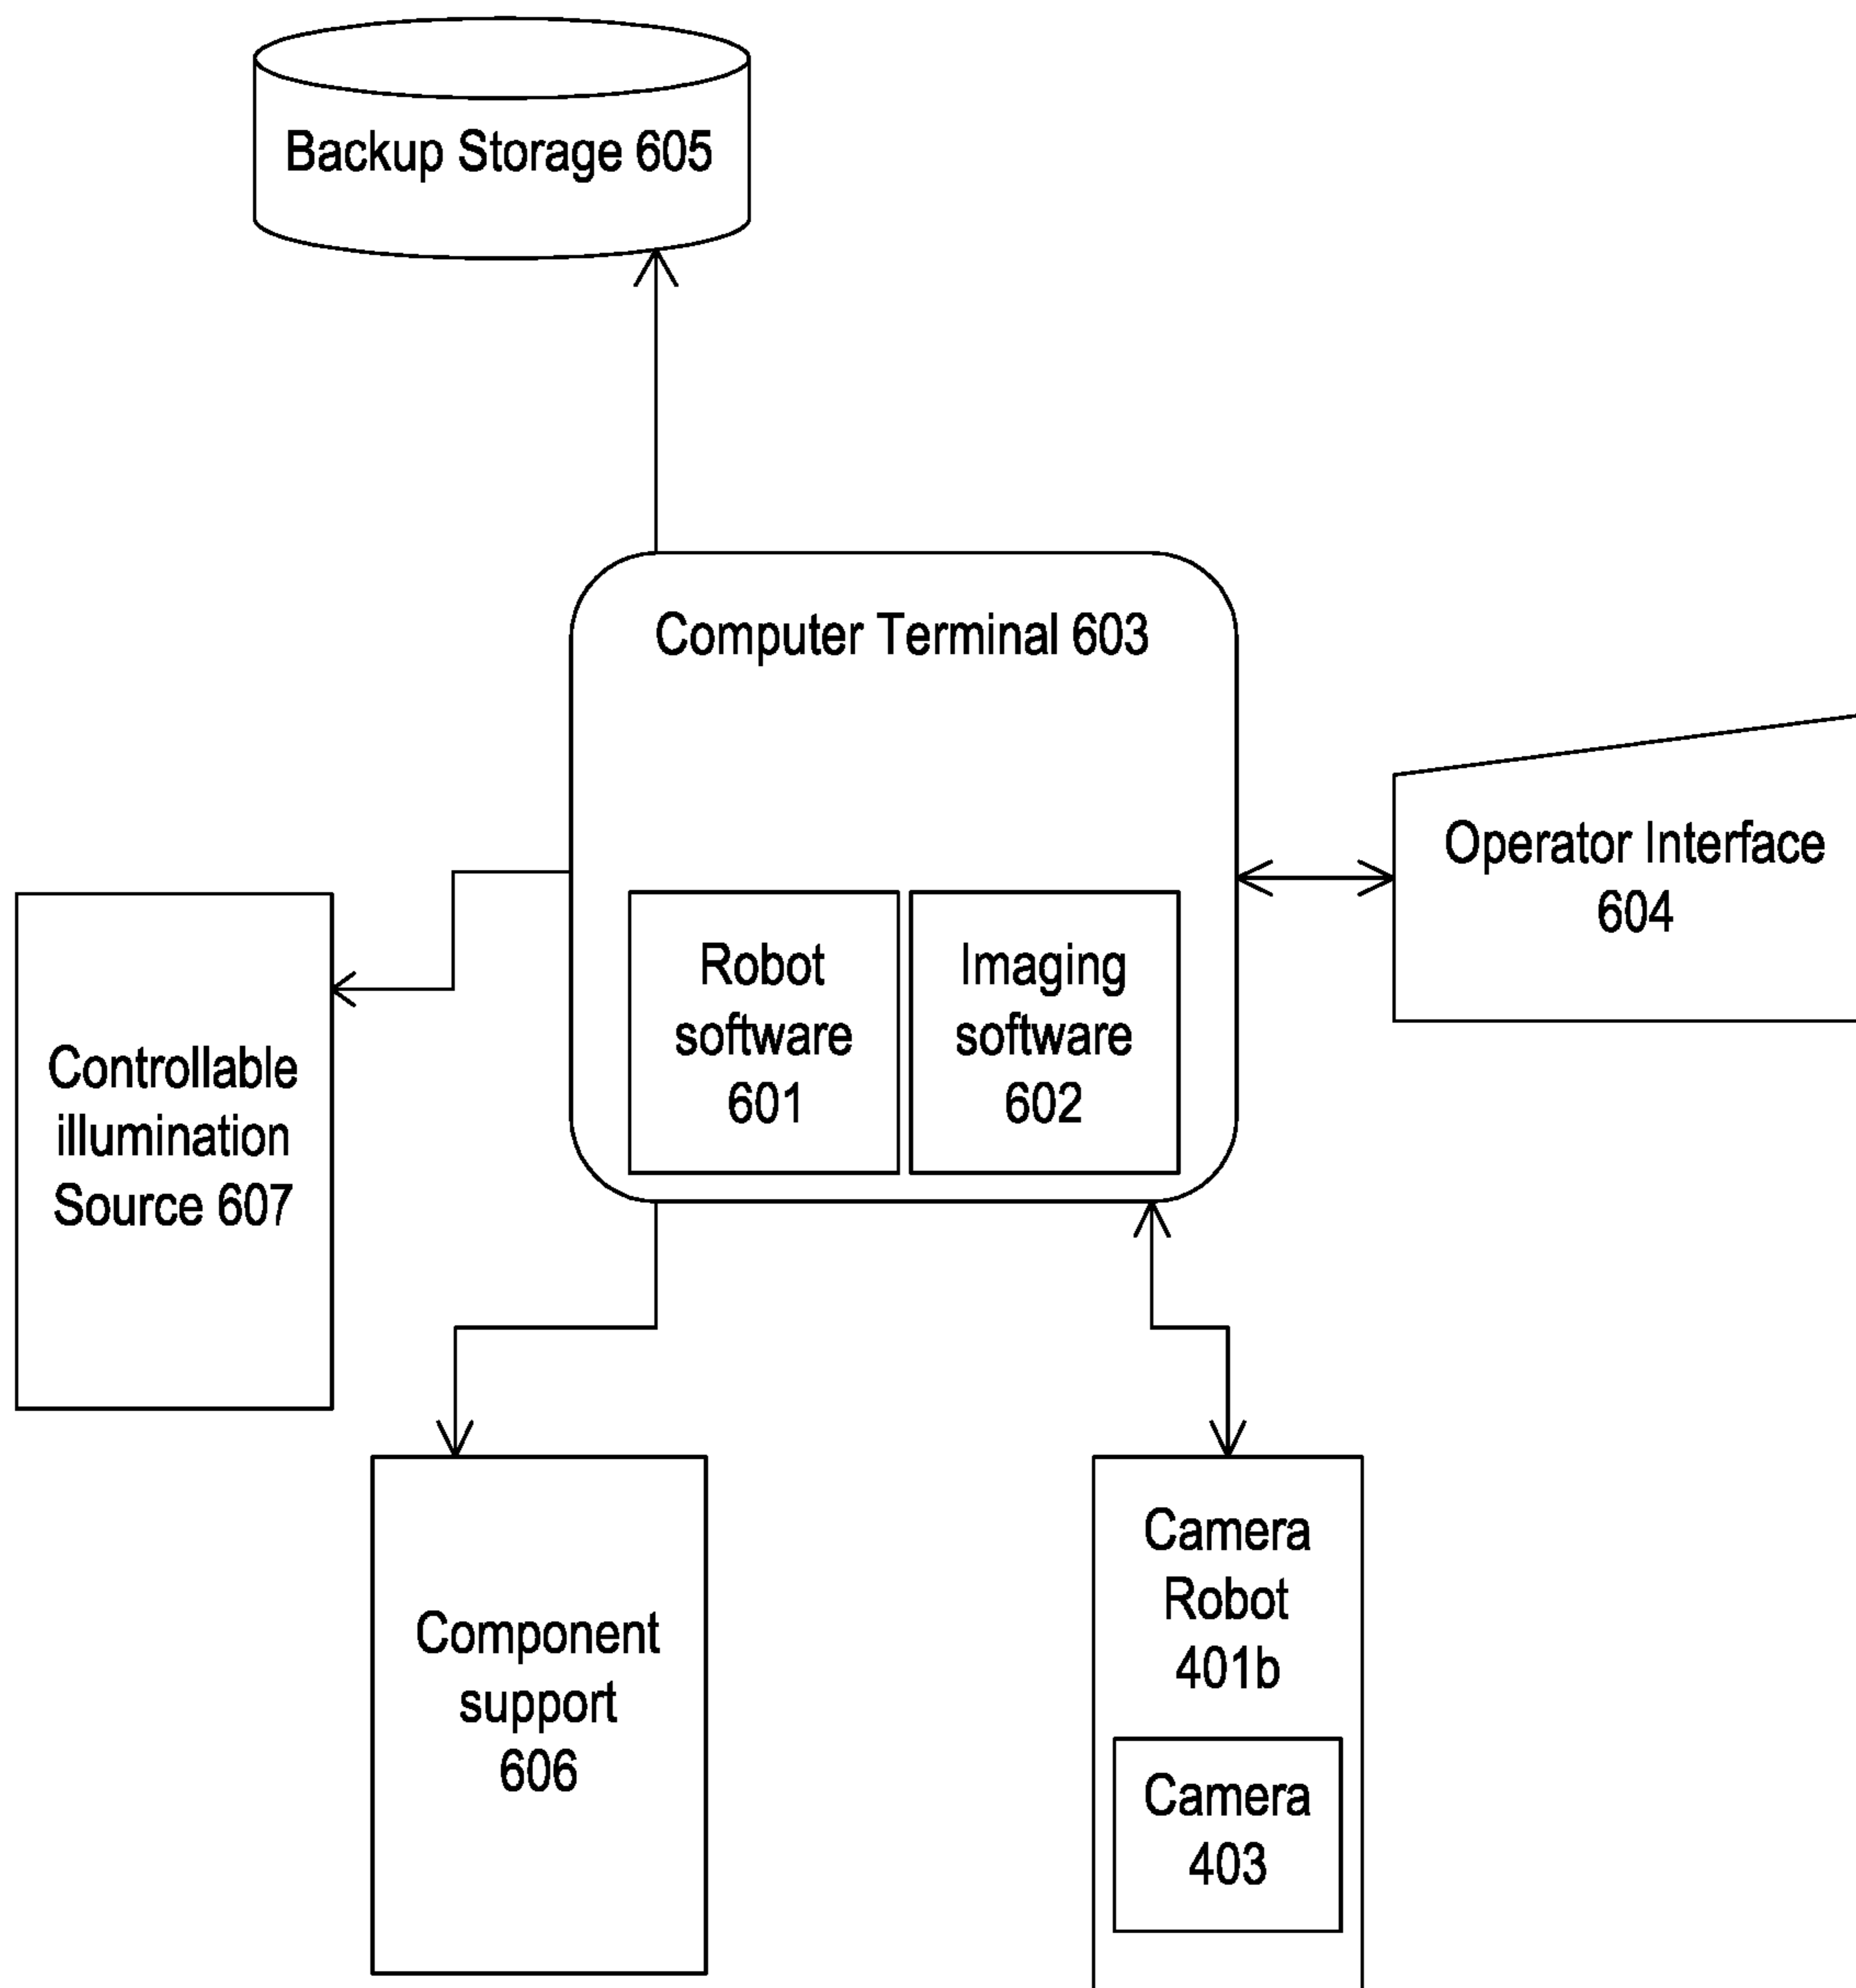 Backup Storage 605
Computer Terminal 603
Operator Interface
604
Robot
software
601
Imaging
software
602
Controllable
illumination
Source 607
Component
support
606
Camera
Robot
401b
Camera
403